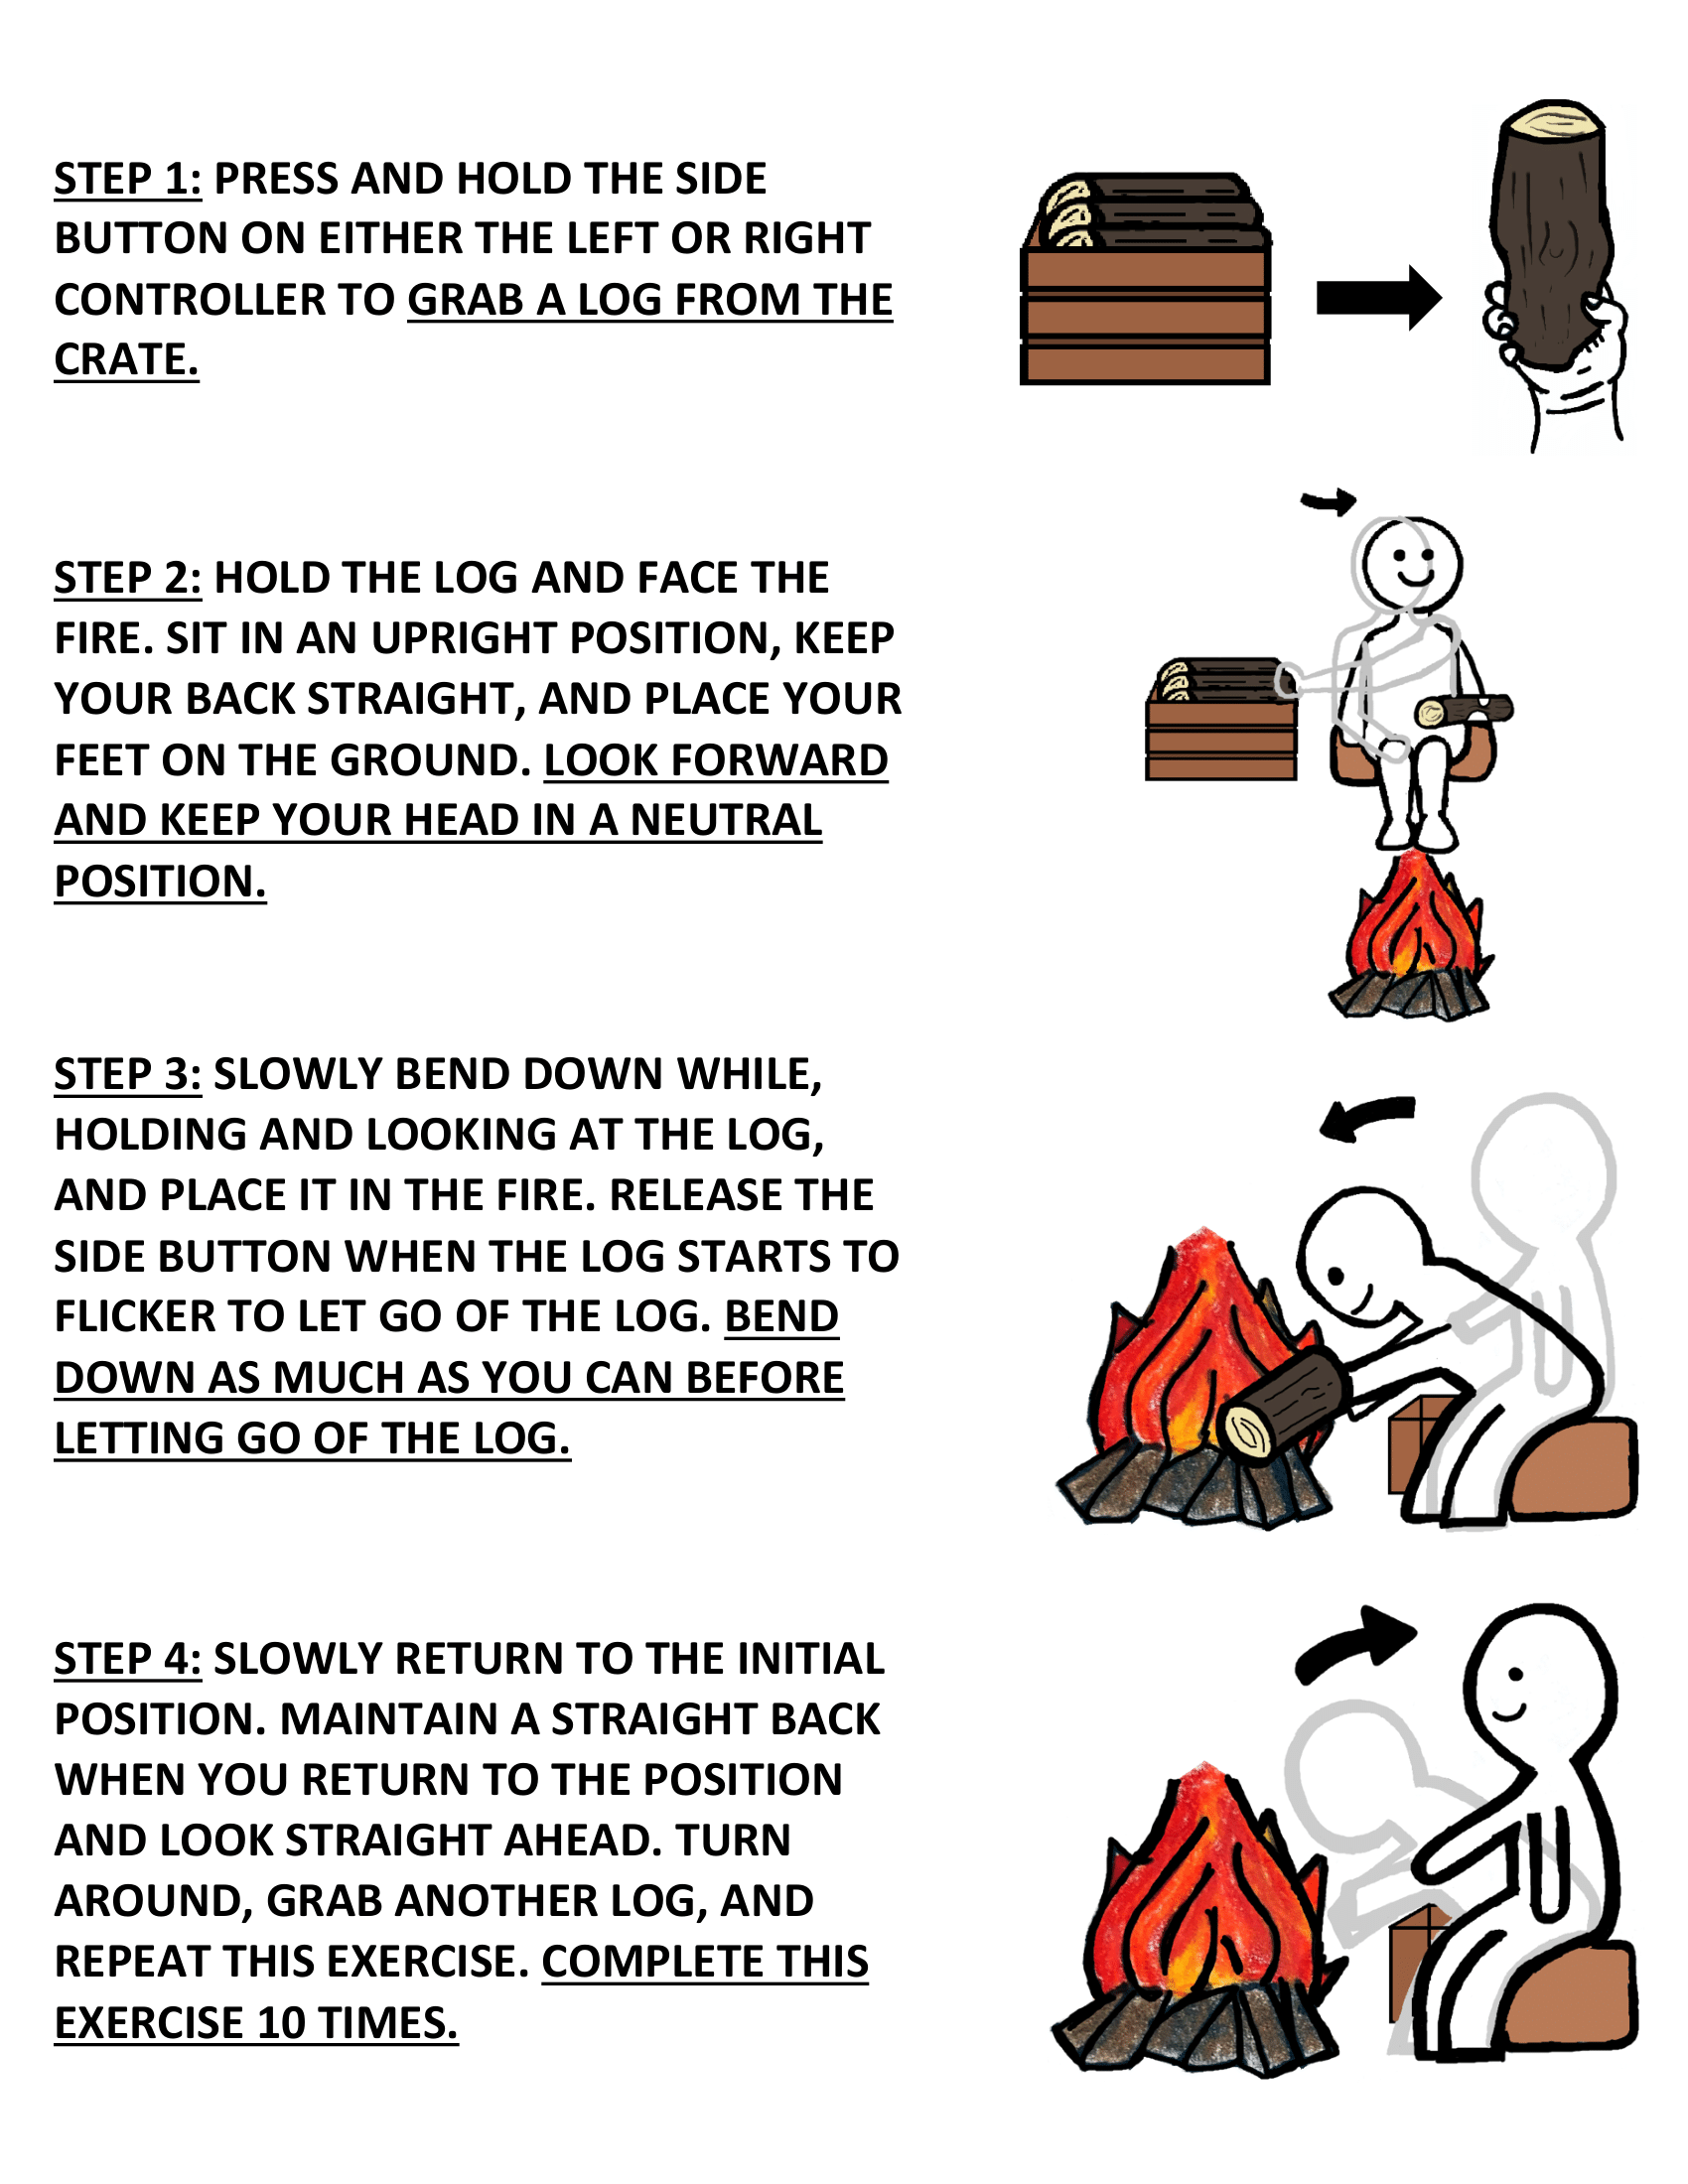 STEP 1: PRESS AND HOLD THE SIDE
BUTTON ON EITHER THE LEFT OR RIGHT
CONTROLLER TO GRAB A LOG FROM THE
CRATE.
STEP 2: HOLD THE LOG AND FACE THE
FIRE. SIT IN AN UPRIGHT POSITION, KEEP
YOUR BACK STRAIGHT, AND PLACE YOUR
FEET ON THE GROUND. LOOK FORWARD
AND KEEP YOUR HEAD IN A NEUTRAL
POSITION.
STEP 3: SLOWLY BEND DOWN WHILE,
HOLDING AND LOOKING AT THE LOG,
AND PLACE IT IN THE FIRE. RELEASE THE
SIDE BUTTON WHEN THE LOG STARTS TO
FLICKER TO LET GO OF THE LOG. BEND
DOWN AS MUCH AS YOU CAN BEFORE
LETTING GO OF THE LOG.
STEP 4: SLOWLY RETURN TO THE INITIAL
POSITION. MAINTAIN A STRAIGHT BACK
WHEN YOU RETURN TO THE POSITION
AND LOOK STRAIGHT AHEAD. TURN
AROUND, GRAB ANOTHER LOG, AND
REPEAT THIS EXERCISE. COMPLETE THIS
EXERCISE 10 TIMES.